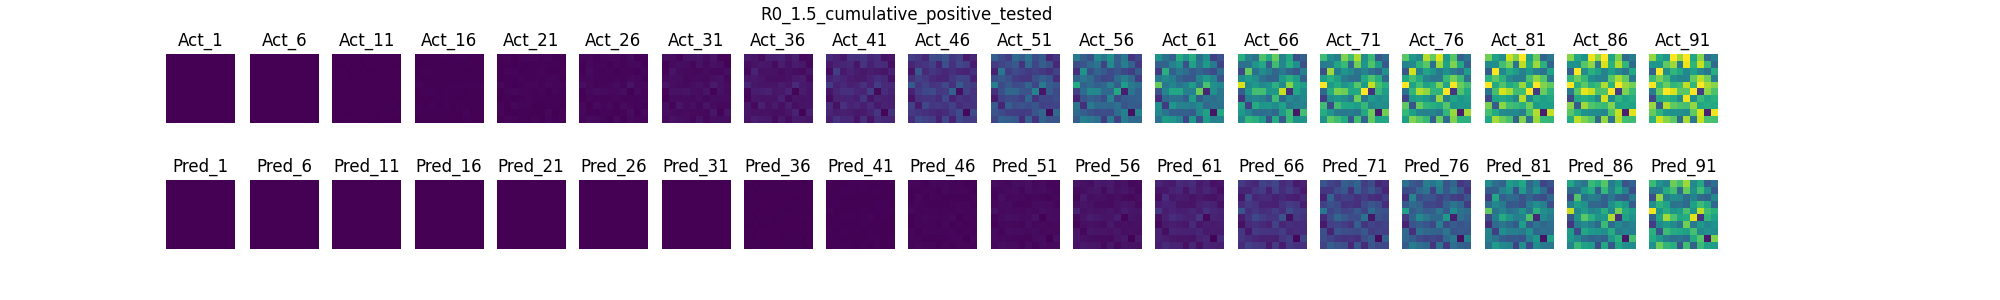 R0_1.5_cumulative_positive_tested
Act_1 Act_6 Act_11 Act_16 Act_21 Act_26 Act_31 Act_36 Act_41 Act_46 Act_51 Act_56 Act_61 Act_66 Act_71 Act_76 Act_81 Act_86 Act_91
Pred_1 Pred_6 Pred_11 Pred_16 Pred_21 Pred_26 Pred_31 Pred_36 Pred_41 Pred_46 Pred_51 Pred_56 Pred_61 Pred_66 Pred_71 Pred_76 Pred_81 Pred_86 Pred_91